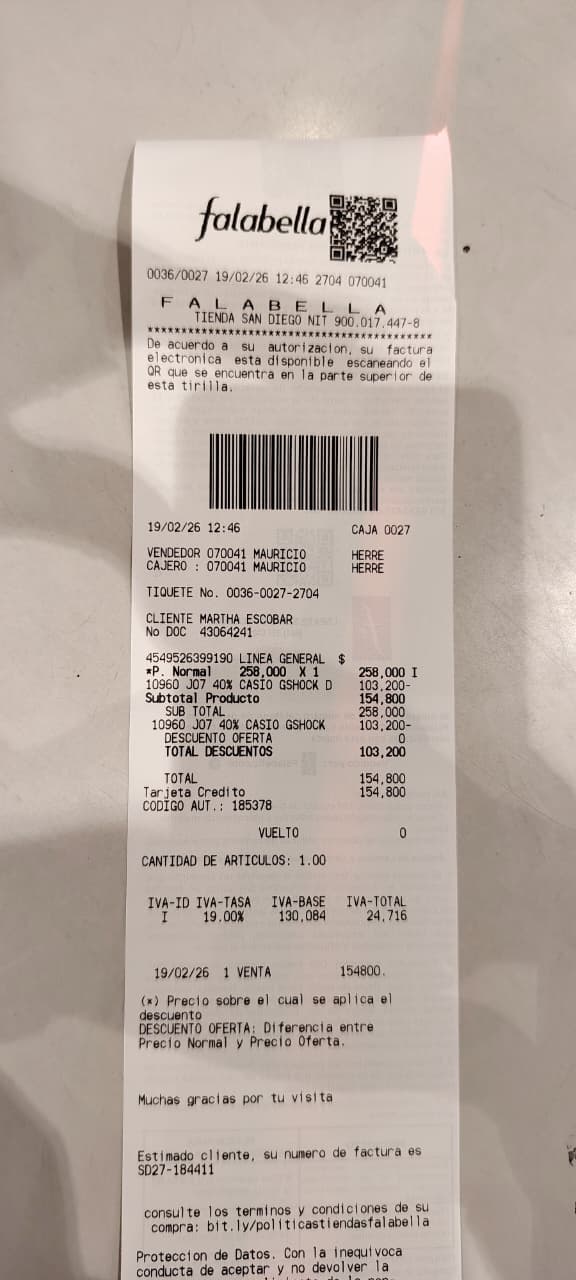 falabella
0036/0027 19/02/26 12:46 2704 070041
F A L A B E L L A
TIENDA SAN DIEGO NIT 900.017.447-8
******************************************
De acuerdo a su autorizacion, su factura
electronica esta disponible escaneando el
QR que se encuentra en la parte superior de
esta tirilla.
19/02/26 12:46 CAJA 0027
VENDEDOR 070041 MAURICIO HERRE
CAJERO : 070041 MAURICIO HERRE
TIQUETE No. 0036-0027-2704
CLIENTE MARTHA ESCOBAR
No DOC 43064241
4549526399190 LINEA GENERAL $
*P. Normal 258,000 X 1 258,000 I
10960 J07 40% CASIO GSHOCK D 103,200-
Subtotal Producto 154,800
SUB TOTAL 258,000
10960 J07 40% CASIO GSHOCK 103,200-
DESCUENTO OFERTA 0
TOTAL DESCUENTOS 103,200
TOTAL 154,800
Tarjeta Credito 154,800
CODIGO AUT.: 185378
VUELTO 0
CANTIDAD DE ARTICULOS: 1.00
IVA-ID IVA-TASA IVA-BASE IVA-TOTAL
I 19.00% 130,084 24,716
19/02/26 1 VENTA 154800.
(*) Precio sobre el cual se aplica el
descuento
DESCUENTO OFERTA: Diferencia entre
Precio Normal y Precio Oferta.
Muchas gracias por tu visita
Estimado cliente, su numero de factura es
SD27-184411
consulte los terminos y condiciones de su
compra: bit.ly/politicastiendasfalabella
Proteccion de Datos. Con la inequivoca
conducta de aceptar y no devolver la